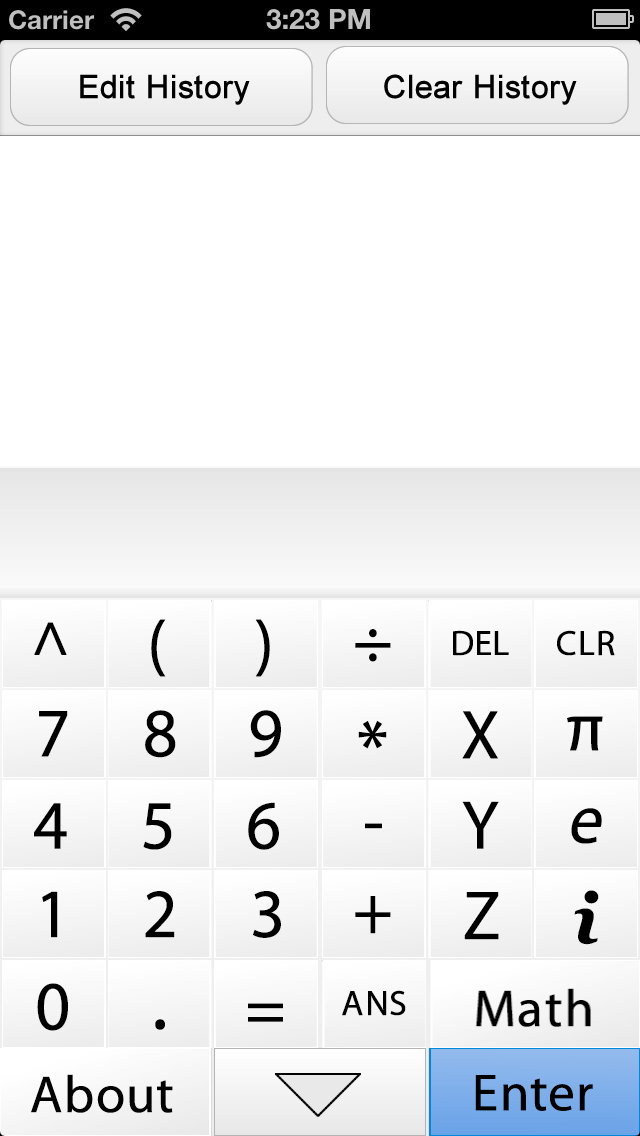 Carrier 3:23 PM
Edit History Clear History
^ ( ) ÷ DEL CLR
7 8 9 * X π
4 5 6 - Y e
1 2 3 + Z i
0 . = ANS Math
About Enter